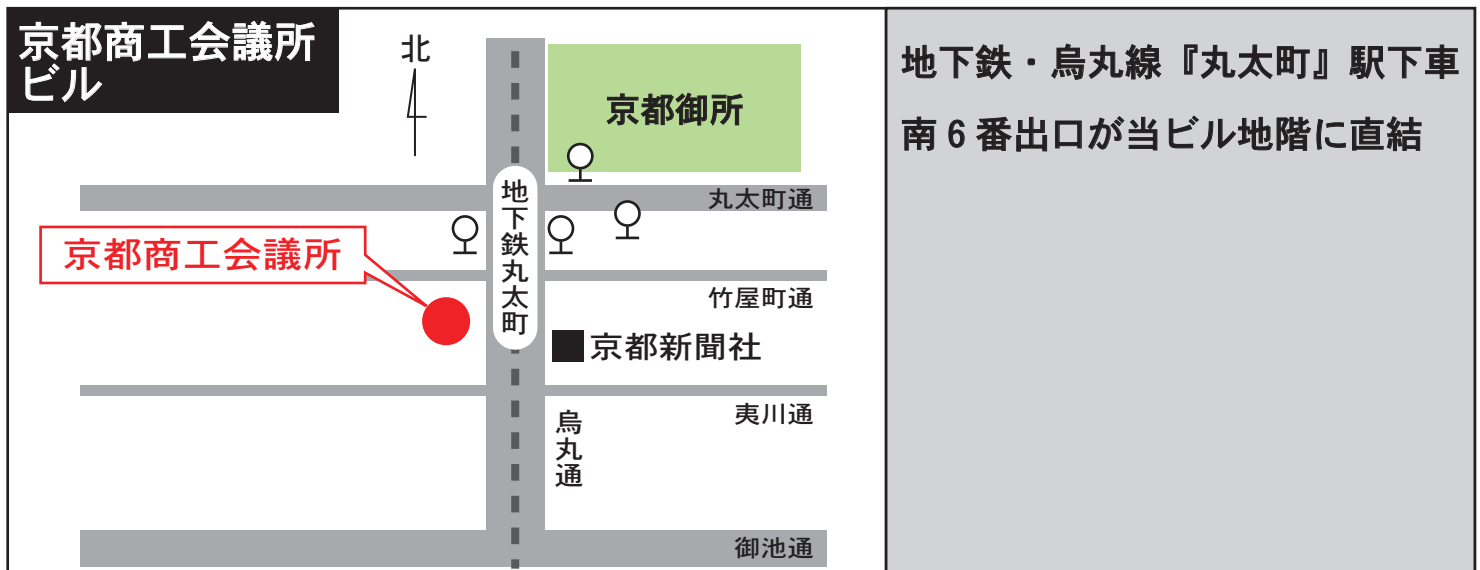 京都商工会議所
ビル
北
京都御所
地下鉄丸太町
丸太町通
京都商工会議所
竹屋町通
京都新聞社
夷川通
烏丸通
御池通
地下鉄・烏丸線『丸太町』駅下車
南6番出口が当ビル地階に直結